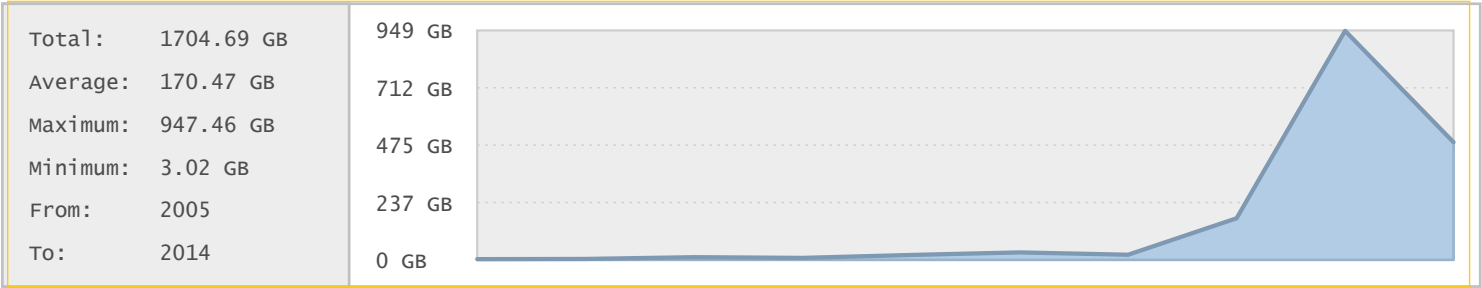 Total: 1704.69 GB
Average: 170.47 GB
Maximum: 947.46 GB
Minimum: 3.02 GB
From: 2005
To: 2014
949 GB
712 GB
475 GB
237 GB
0 GB